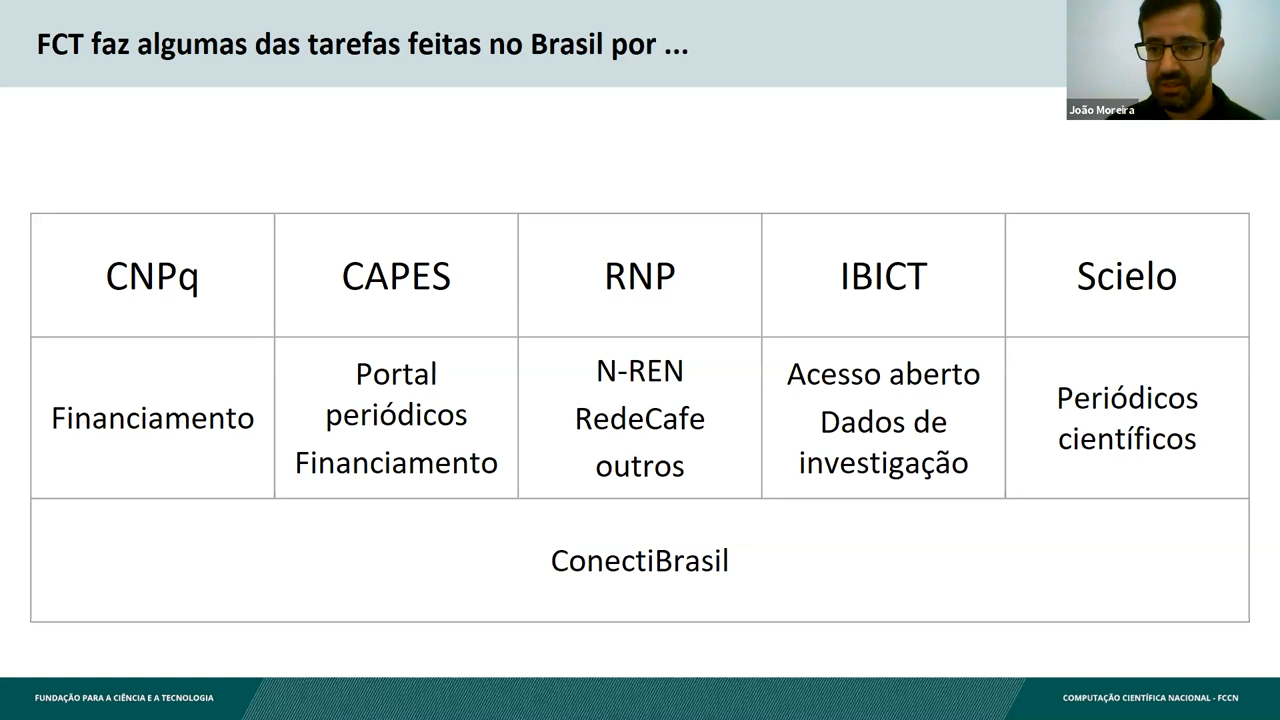 FCT faz algumas das tarefas feitas no Brasil por ...
João Moreira
CNPq
CAPES
RNP
IBICT
Scielo
Financiamento
Portal
periódicos
Financiamento
N-REN
RedeCafe
outros
Acesso aberto
Dados de
investigação
Periódicos
científicos
ConectiBrasil
FUNDAÇÃO PARA A CIÊNCIA E A TECNOLOGIA
COMPUTAÇÃO CIENTÍFICA NACIONAL - FCCN